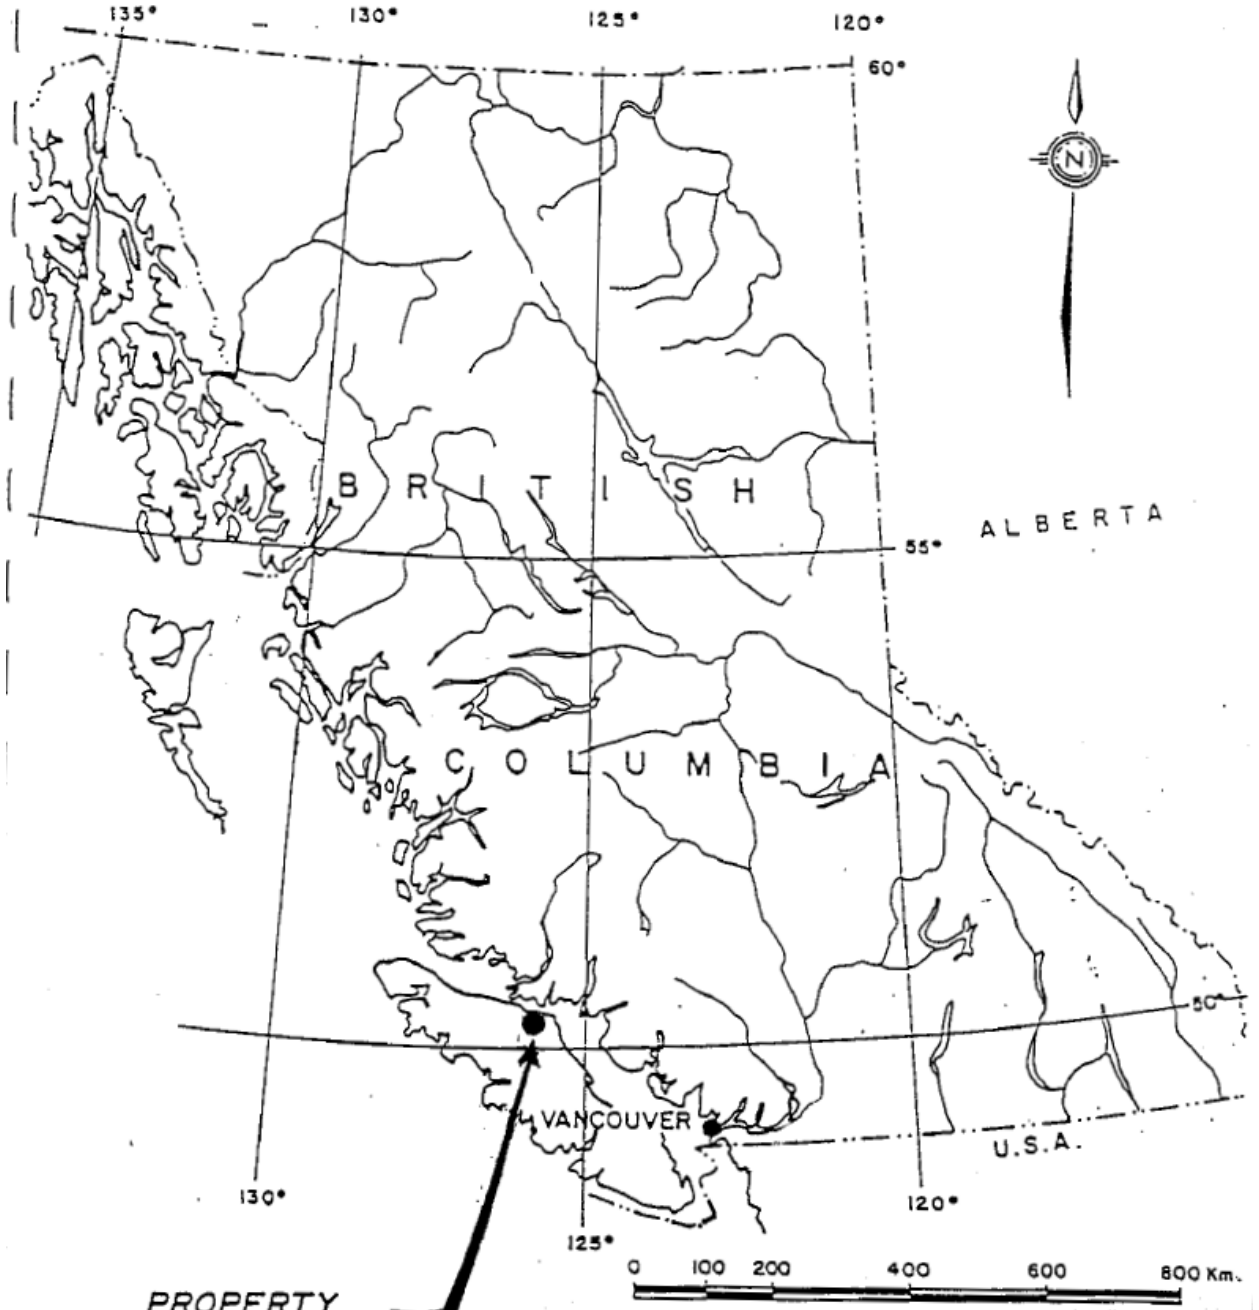 135° 130° 125° 120°
60°
N
B R I T I S H
ALBERTA
55°
C O L U M B I A
50°
VANCOUVER
U.S.A.
130° 120°
125°
0 100 200 400 600 800 Km.
PROPERTY